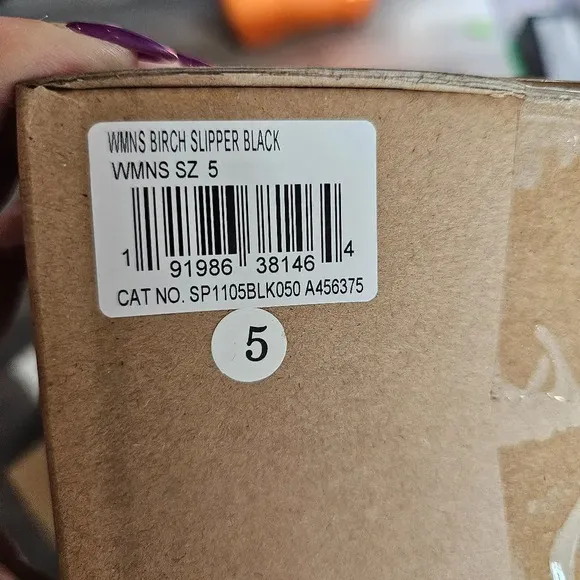 WMNS BIRCH SLIPPER BLACK
WMNS SZ 5
1 91986 38146 4
CAT NO. SP1105BLK050 A456375
5